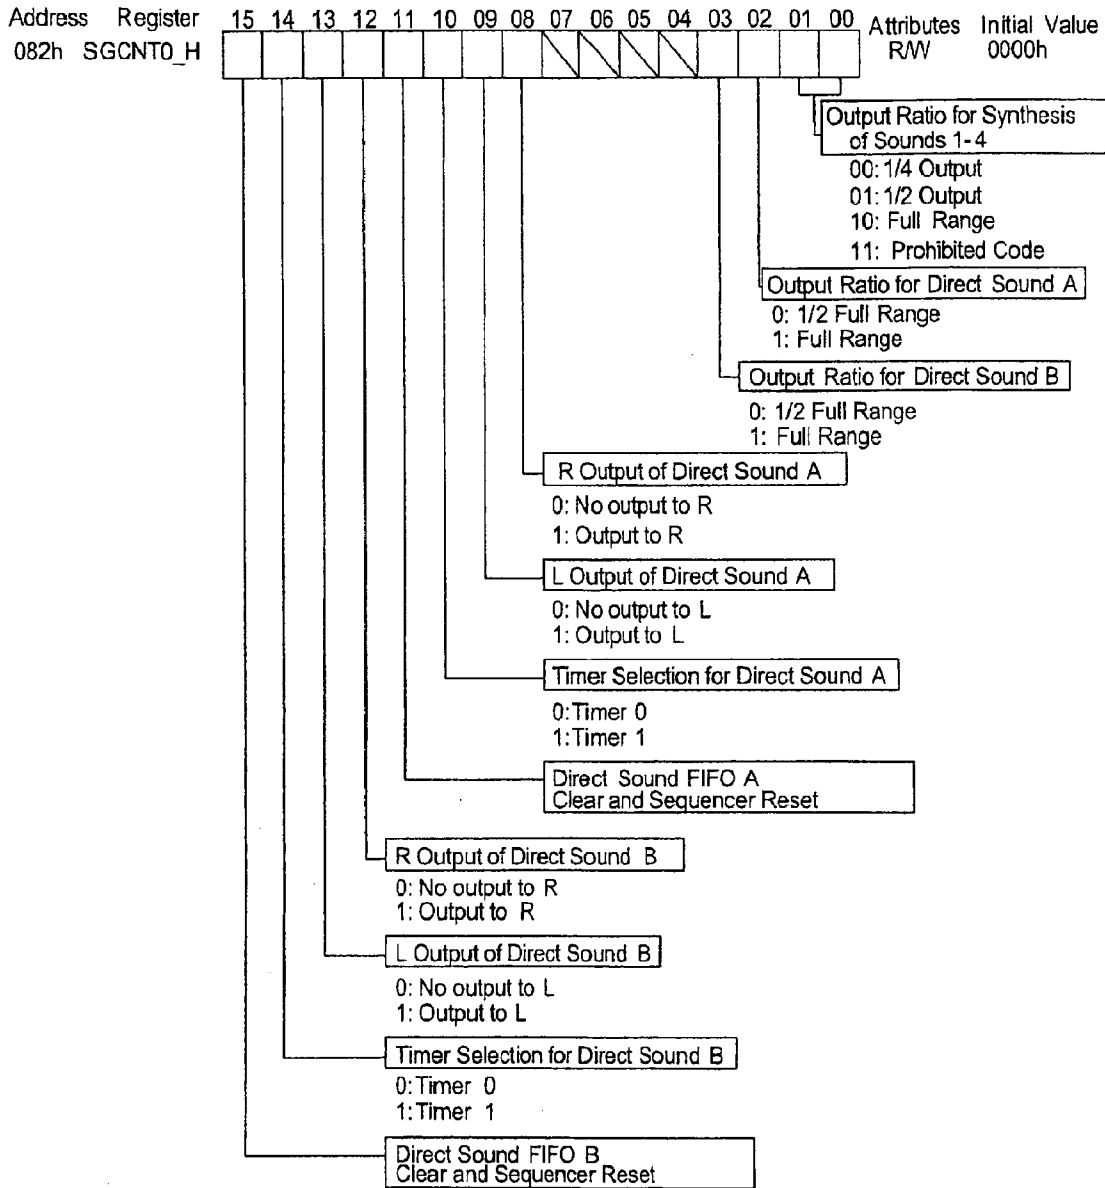 Address Register 15 14 13 12 11 10 09 08 07 06 05 04 03 02 01 00 Attributes Initial Value
082h SGCNT0_H R/W 0000h
Output Ratio for Synthesis
of Sounds 1-4
00: 1/4 Output
01: 1/2 Output
10: Full Range
11: Prohibited Code
Output Ratio for Direct Sound A
0: 1/2 Full Range
1: Full Range
Output Ratio for Direct Sound B
0: 1/2 Full Range
1: Full Range
R Output of Direct Sound A
0: No output to R
1: Output to R
L Output of Direct Sound A
0: No output to L
1: Output to L
Timer Selection for Direct Sound A
0: Timer 0
1: Timer 1
Direct Sound FIFO A
Clear and Sequencer Reset
R Output of Direct Sound B
0: No output to R
1: Output to R
L Output of Direct Sound B
0: No output to L
1: Output to L
Timer Selection for Direct Sound B
0: Timer 0
1: Timer 1
Direct Sound FIFO B
Clear and Sequencer Reset